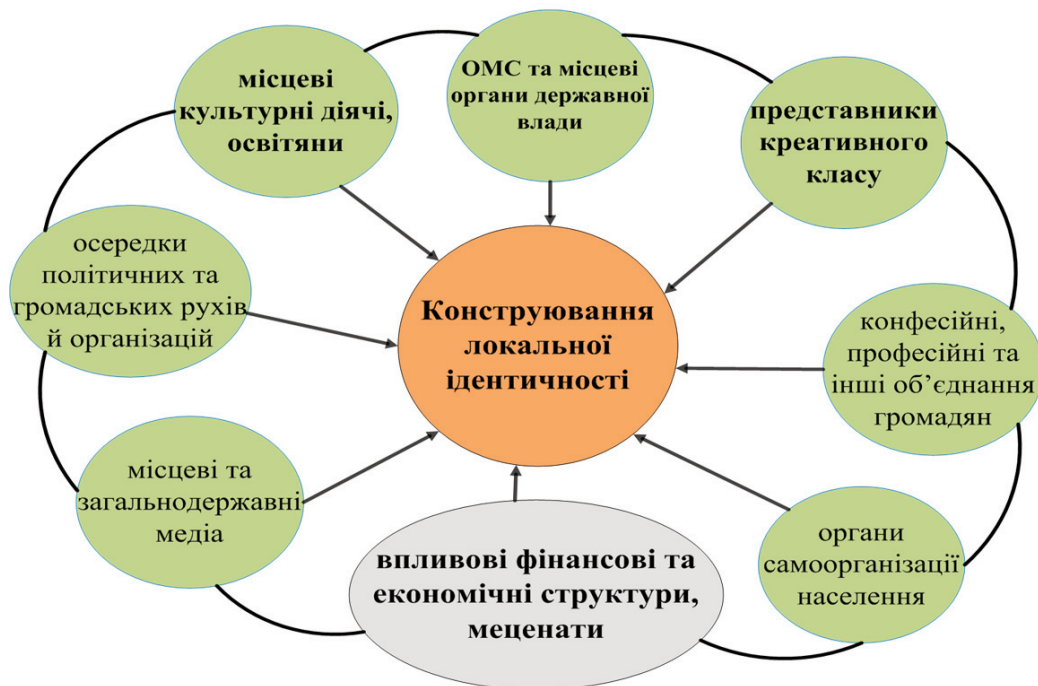 місцеві
культурні діячі,
освітяни
ОМС та місцеві
органи державної
влади
представники
креативного
класу
осередки
політичних та
громадських рухів
й організацій
Конструювання
локальної
ідентичності
конфесійні,
професійні та
інші об’єднання
громадян
місцеві та
загальнодержавні
медіа
впливові фінансові та
економічні структури,
меценати
органи
самоорганізації
населення